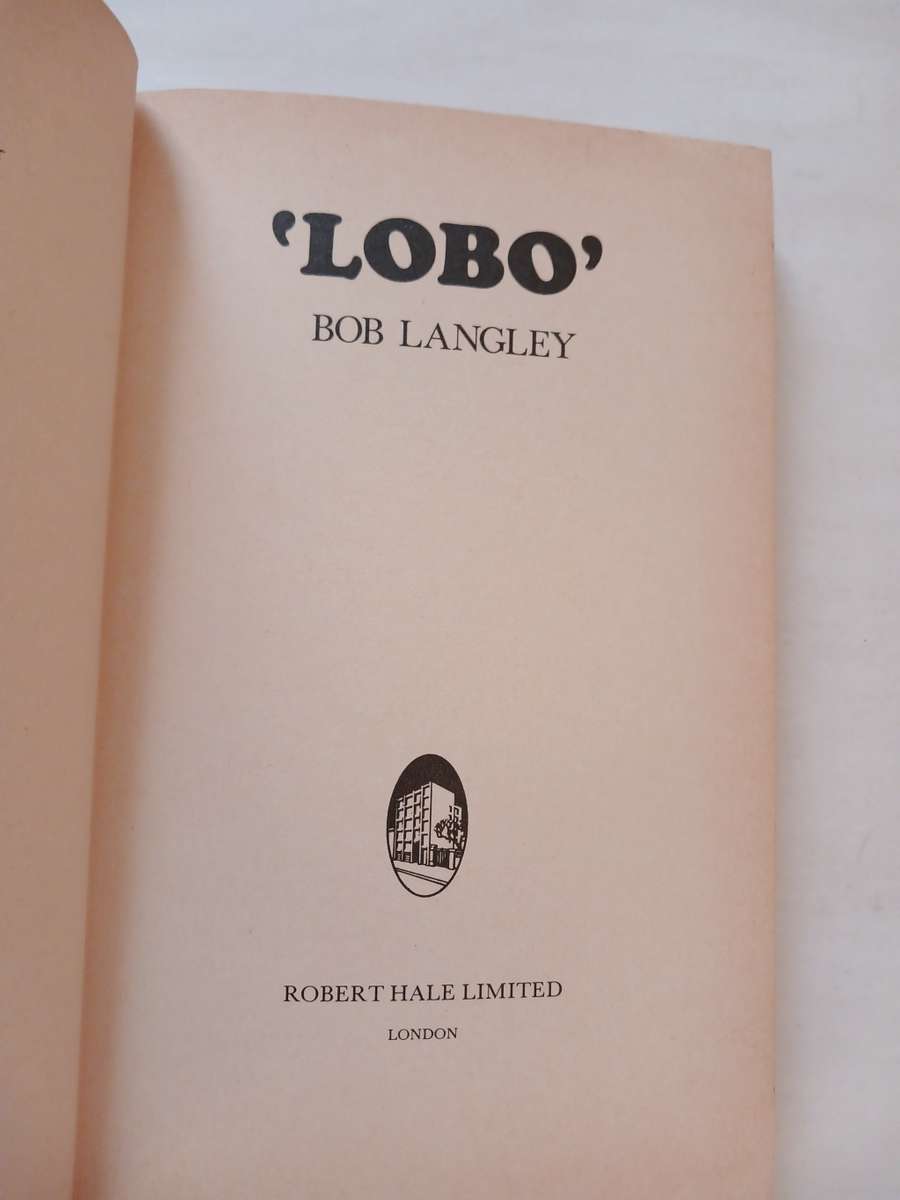 ‘LOBO’
BOB LANGLEY
ROBERT HALE LIMITED
LONDON